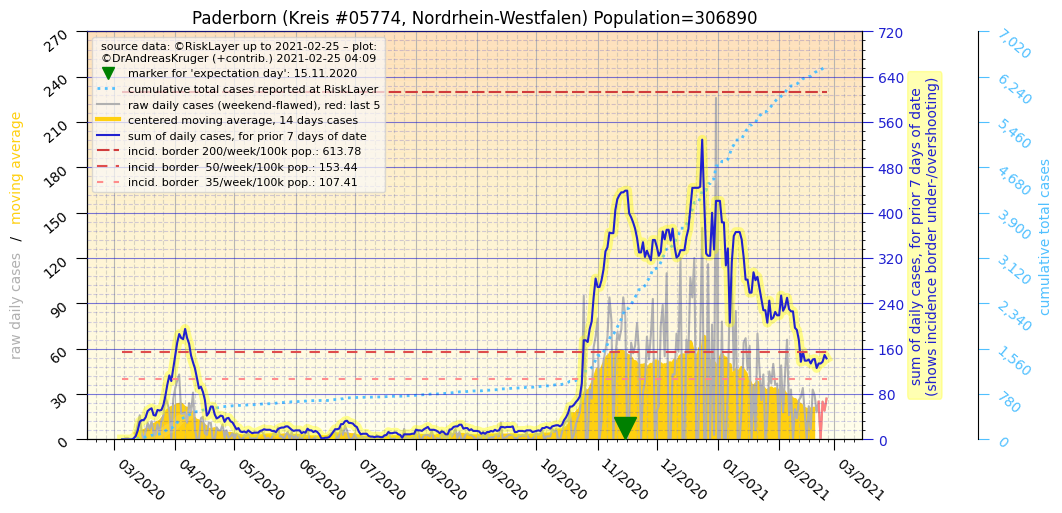 Paderborn (Kreis #05774, Nordrhein-Westfalen) Population=306890
source data: ©RiskLayer up to 2021-02-25 – plot:
©DrAndreasKruger (+contrib.) 2021-02-25 04:09
marker for 'expectation day': 15.11.2020
cumulative total cases reported at RiskLayer
raw daily cases (weekend-flawed), red: last 5
centered moving average, 14 days cases
sum of daily cases, for prior 7 days of date
incid. border 200/week/100k pop.: 613.78
incid. border  50/week/100k pop.: 153.44
incid. border  35/week/100k pop.: 107.41
raw daily cases   /   moving average
270
240
210
180
150
120
90
60
30
0
03/2020
04/2020
05/2020
06/2020
07/2020
08/2020
09/2020
10/2020
11/2020
12/2020
01/2021
02/2021
03/2021
720
640
560
480
400
320
240
160
80
0
sum of daily cases, for prior 7 days of date
(shows incidence border under-/overshooting)
7,020
6,240
5,460
4,680
3,900
3,120
2,340
1,560
780
0
cumulative total cases